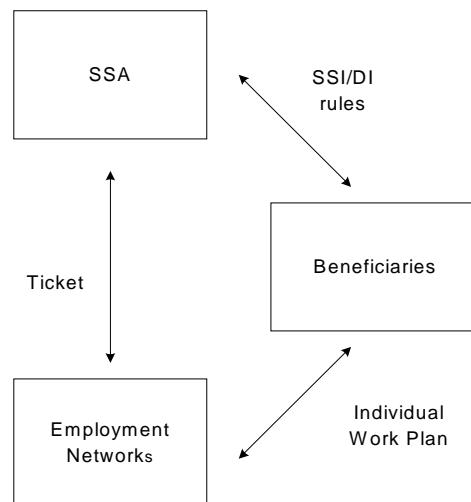 SSA
SSI/DI
rules
Beneficiaries
Ticket
Employment
Networks
Individual
Work Plan